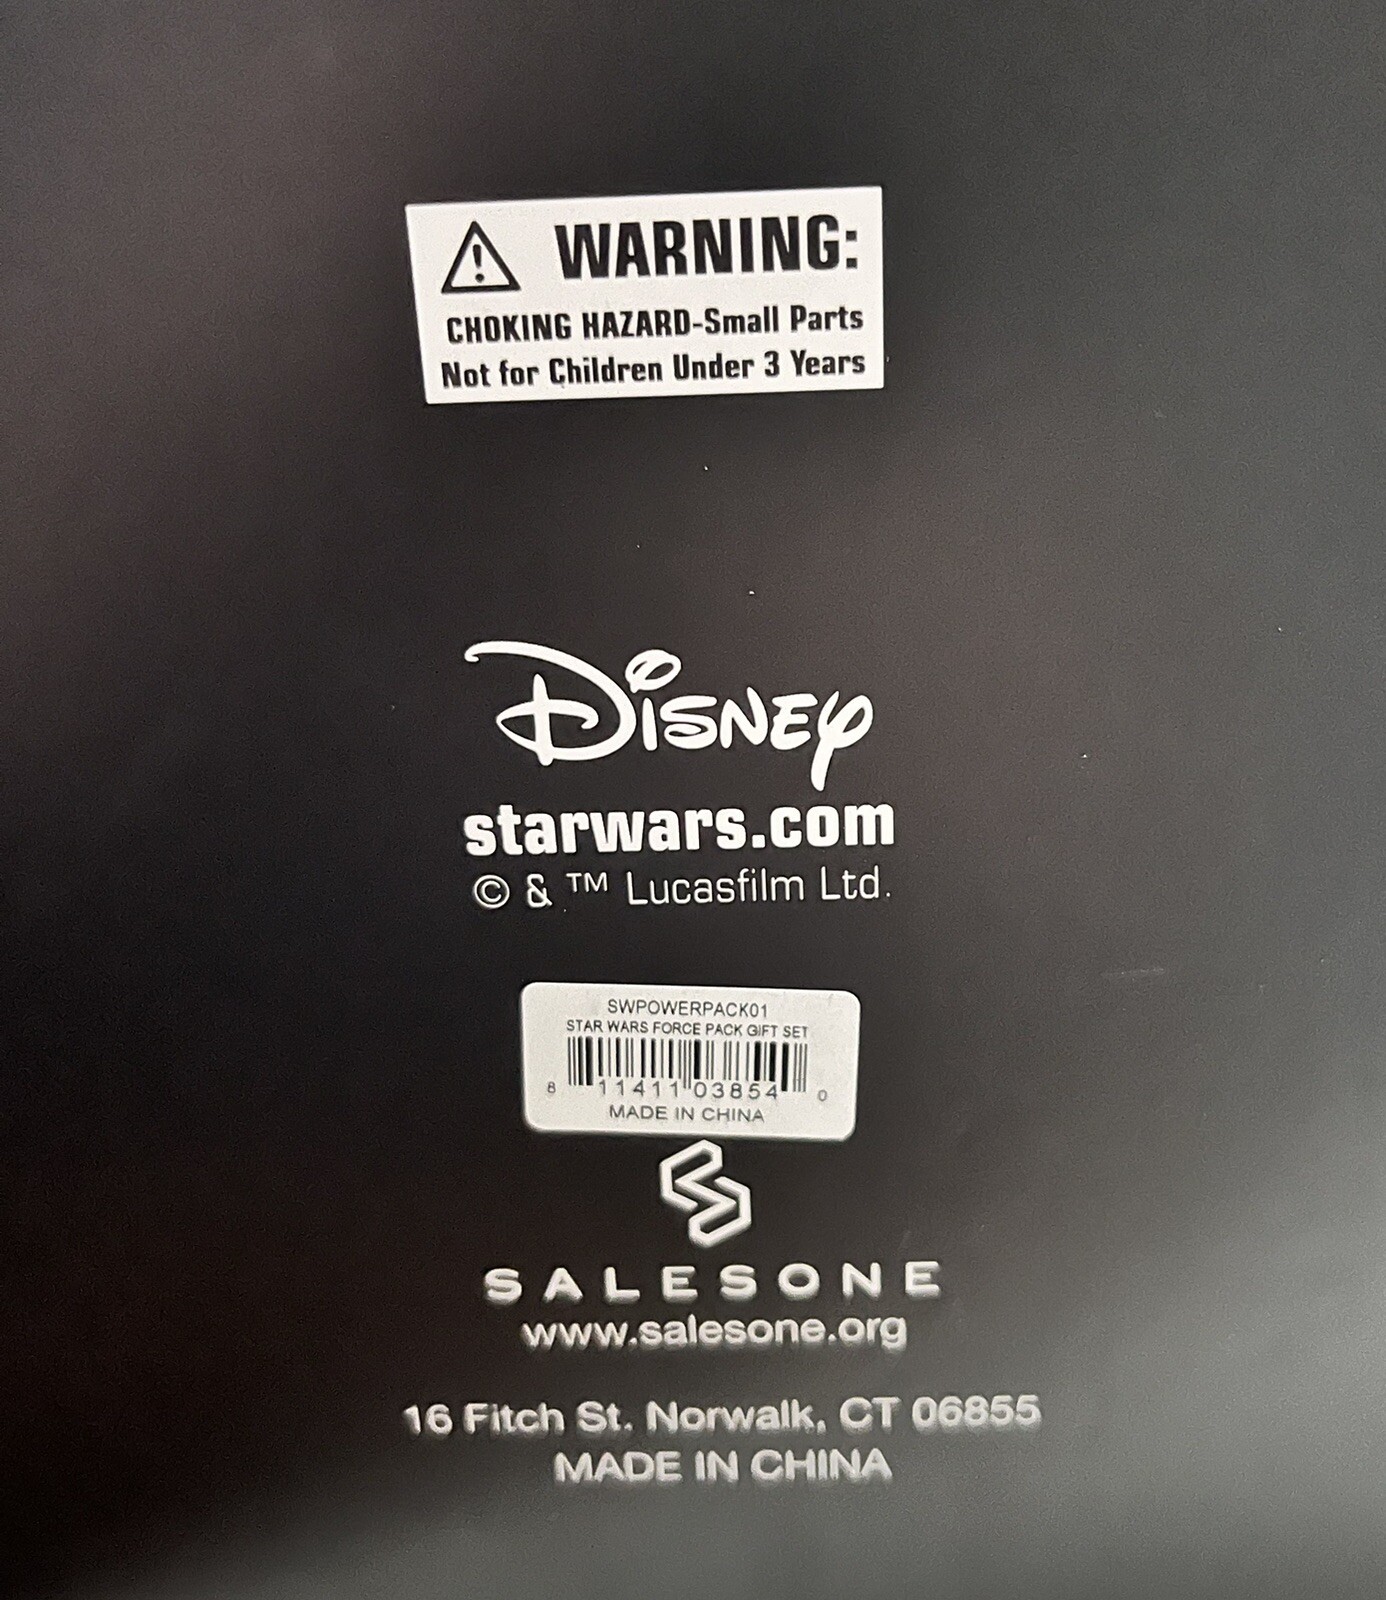 WARNING:
CHOKING HAZARD-Small Parts
Not for Children Under 3 Years
Disney
starwars.com
© & ™ Lucasfilm Ltd.
SWPOWERPACK01
STAR WARS FORCE PACK GIFT SET
8 11411 03854 0
MADE IN CHINA
SALESONE
www.salesone.org
16 Fitch St. Norwalk, CT 06855
MADE IN CHINA